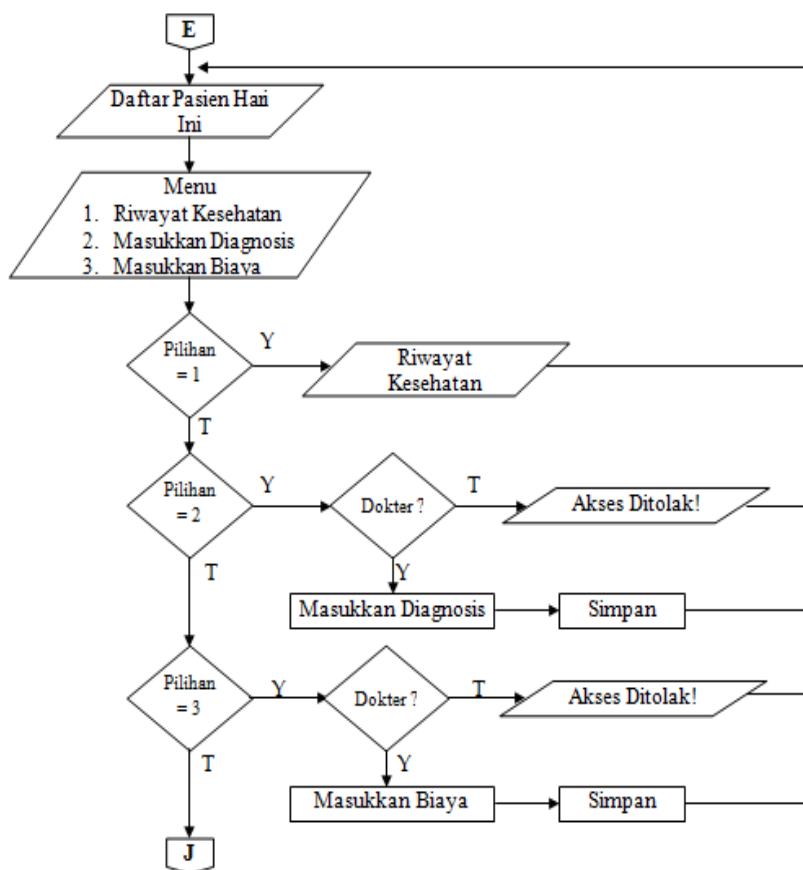 E
Daftar Pasien Hari
Ini
Menu
1. Riwayat Kesehatan
2. Masukkan Diagnosis
3. Masukkan Biaya
Pilihan
= 1
Y
Riwayat
Kesehatan
T
Pilihan
= 2
Y
Dokter ?
T
Akses Ditolak!
Y
T
Masukkan Diagnosis
Simpan
Pilihan
= 3
Y
Dokter ?
T
Akses Ditolak!
T
Y
Masukkan Biaya
Simpan
J